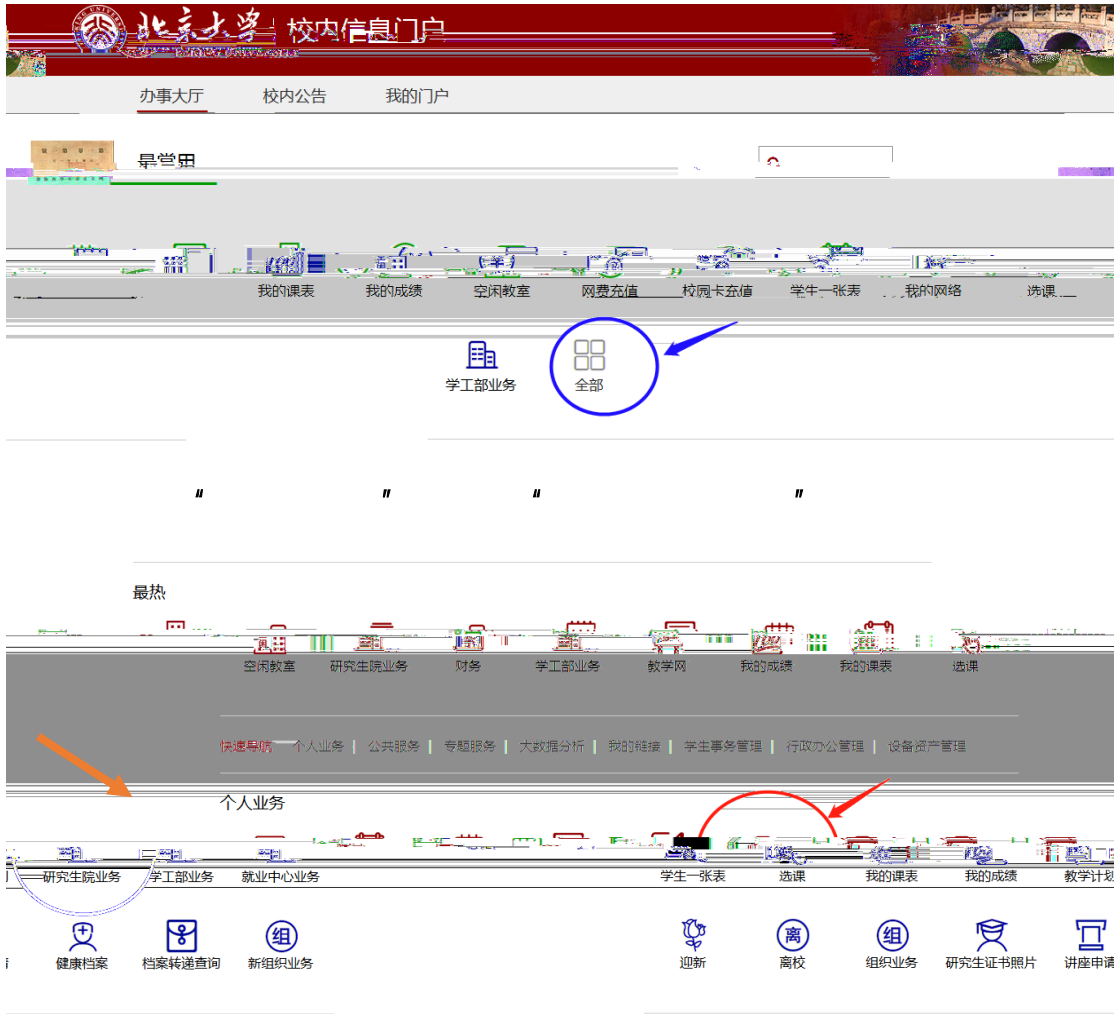 北京大学 校内信息门户
办事大厅 校内公告 我的门户
最常用
我的课表 我的成绩 空闲教室 网费充值 校园卡充值 学生一张表 我的网络 选课
学工部业务 全部
“ ” “ ”
最热
空闲教室 研究生院业务 财务 学工部业务 教学网 我的成绩 我的课表 选课
快速导航 个人业务 | 公共服务 | 专题服务 | 大数据分析 | 我的链接 | 学生事务管理 | 行政办公管理 | 设备资产管理
个人业务
研究生院业务 学工部业务 就业中心业务 学生一张表 选课 我的课表 我的成绩 教学计划
健康档案 档案转递查询 组 新组织业务 迎新 离 离校 组 组织业务 研究生证书照片 讲座申请